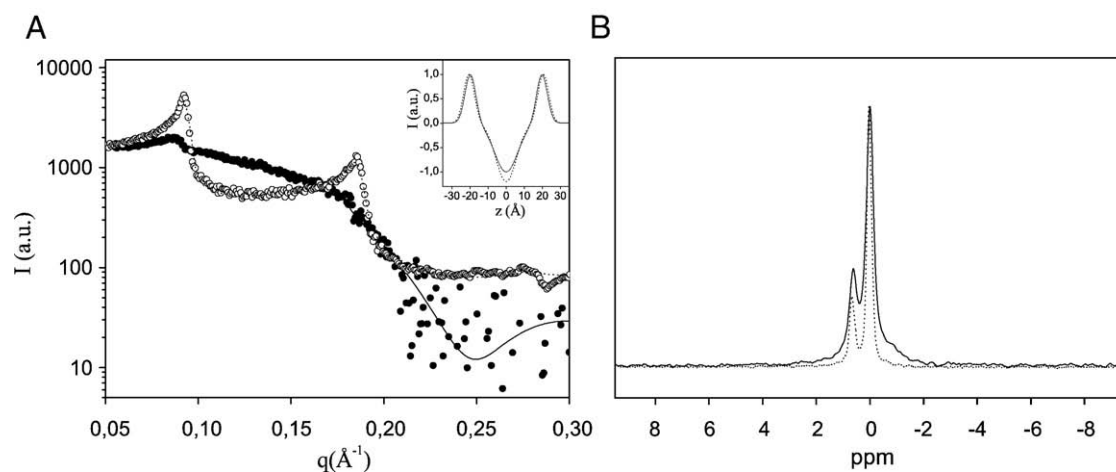 A
B
10000
1000
100
10
I (a.u.)
0,05 0,10 0,15 0,20 0,25 0,30
q(Å⁻¹)
1,0
0,5
0,0
-0,5
-1,0
I (a.u.)
-30 -20 -10 0 10 20 30
z (Å)
8 6 4 2 0 -2 -4 -6 -8
ppm